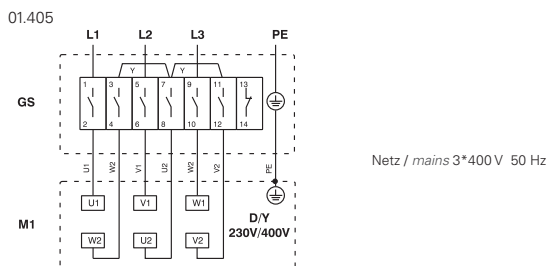 01.405
L1 L2 L3 PE
Y Y
1 3 5 7 9 11 13
GS
2 4 6 8 10 12 14
U1 W2 V1 U2 W2 V2 PE
Netz / mains 3*400 V 50 Hz
U1 V1 W1
M1
D/Y
230V/400V
W2 U2 V2